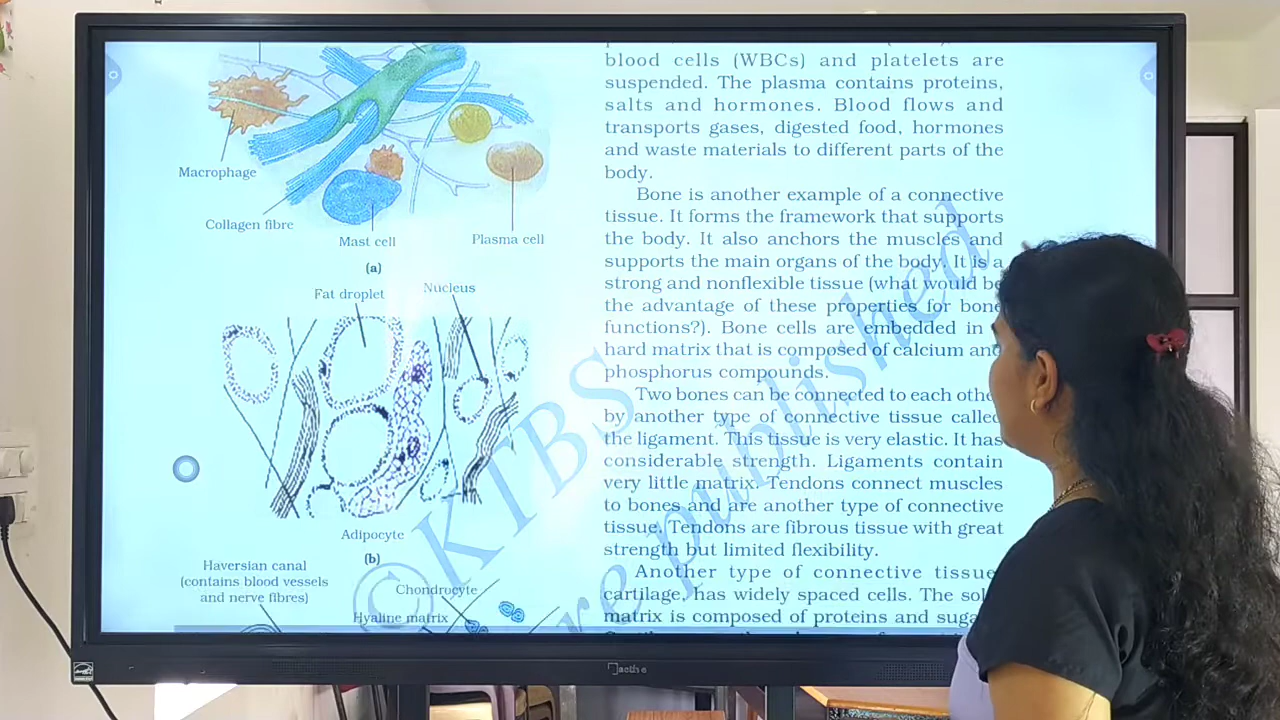 Macrophage
Collagen fibre
Mast cell
Plasma cell
(a)
Fat droplet
Nucleus
Adipocyte
(b)
Haversian canal
(contains blood vessels
and nerve fibres)
Chondrocyte
Hyaline matrix
blood cells (WBCs) and platelets are
suspended. The plasma contains proteins,
salts and hormones. Blood flows and
transports gases, digested food, hormones
and waste materials to different parts of the
body.
Bone is another example of a connective
tissue. It forms the framework that supports
the body. It also anchors the muscles and
supports the main organs of the body. It is a
strong and nonflexible tissue (what would be
the advantage of these properties for bone
functions?). Bone cells are embedded in
hard matrix that is composed of calcium and
phosphorus compounds.
Two bones can be connected to each other
by another type of connective tissue called
the ligament. This tissue is very elastic. It has
considerable strength. Ligaments contain
very little matrix. Tendons connect muscles
to bones and are another type of connective
tissue. Tendons are fibrous tissue with great
strength but limited flexibility.
Another type of connective tissue,
cartilage, has widely spaced cells. The
matrix is composed of proteins and
©KTBS
re published